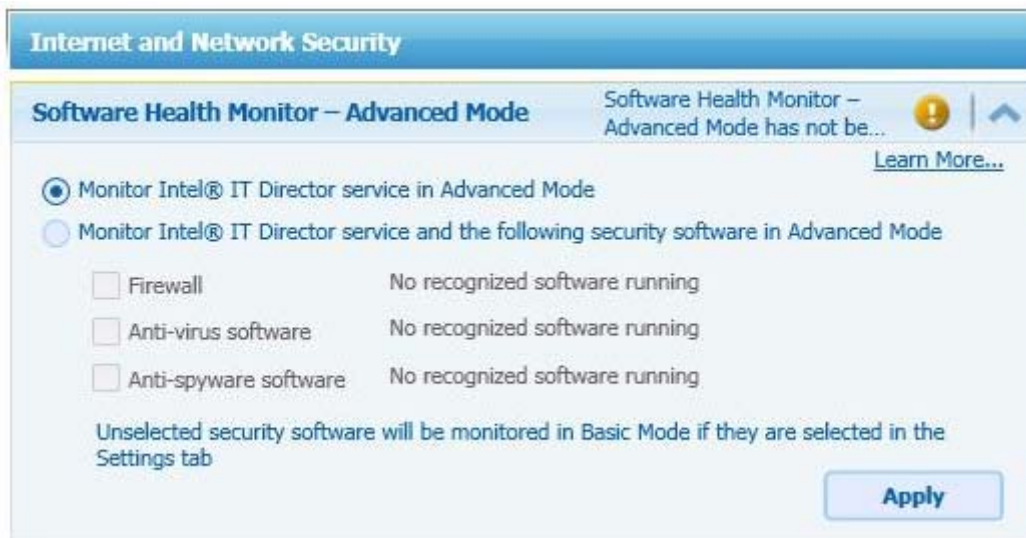 Internet and Network Security
Software Health Monitor – Advanced Mode
Software Health Monitor –
Advanced Mode has not be...
Learn More...
Monitor Intel® IT Director service in Advanced Mode
Monitor Intel® IT Director service and the following security software in Advanced Mode
Firewall No recognized software running
Anti-virus software No recognized software running
Anti-spyware software No recognized software running
Unselected security software will be monitored in Basic Mode if they are selected in the
Settings tab
Apply